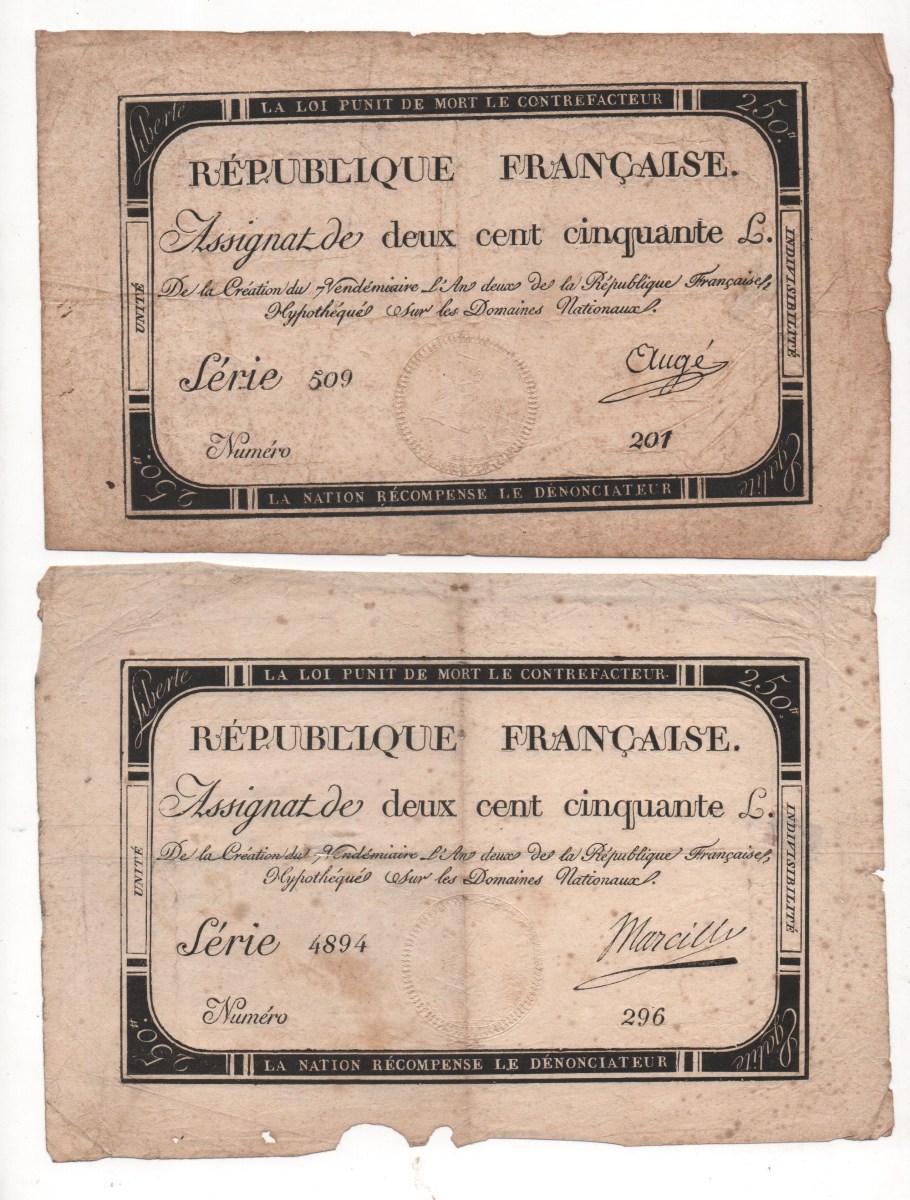 LA LOI PUNIT DE MORT LE CONTREFACTEUR
Liberté
250.ᵗᵗ
RÉPUBLIQUE FRANÇAISE.
Assignat de deux cent cinquante L.
De la Création du 7 Vendémiaire L'An deux de la République Française,
Hypothéqué Sur les Domaines Nationaux.
UNITÉ
INDIVISIBILITÉ
Série 509
Augé
Numéro
201
250.ᵗᵗ
Egalité
LA NATION RÉCOMPENSE LE DÉNONCIATEUR
LA LOI PUNIT DE MORT LE CONTREFACTEUR.
Liberté
250.ᵗᵗ
RÉPUBLIQUE FRANÇAISE.
Assignat de deux cent cinquante L.
De la Création du 7 Vendémiaire L'An deux de la République Française,
Hypothéqué Sur les Domaines Nationaux.
UNITÉ
INDIVISIBILITÉ
Série 4894
Marcilly
Numéro
296
250.ᵗᵗ
Egalité
LA NATION RÉCOMPENSE LE DÉNONCIATEUR